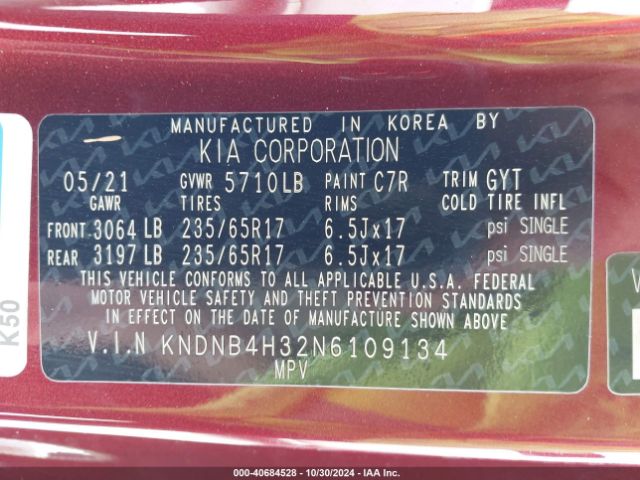 MANUFACTURED IN KOREA BY
KIA CORPORATION
05/21 GVWR 5710LB PAINT C7R TRIM GYT
GAWR TIRES RIMS COLD TIRE INFL
FRONT 3064 LB 235/65R17 6.5Jx17 psi SINGLE
REAR 3197 LB 235/65R17 6.5Jx17 psi SINGLE
THIS VEHICLE CONFORMS TO ALL APPLICABLE U.S.A. FEDERAL
MOTOR VEHICLE SAFETY AND THEFT PREVENTION STANDARDS
IN EFFECT ON THE DATE OF MANUFACTURE SHOWN ABOVE
V.I.N KNDNB4H32N6109134
MPV
K50
000-40684528 - 10/30/2024 - IAA Inc.